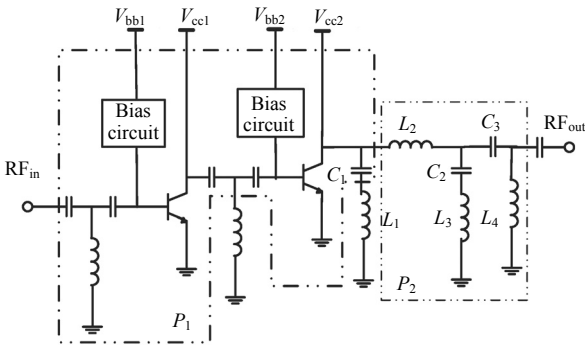 V_bb1 V_cc1 V_bb2 V_cc2
Bias
circuit
Bias
circuit
RF_in
L_2
C_3
RF_out
C_1
C_2
L_1
L_3
L_4
P_1
P_2